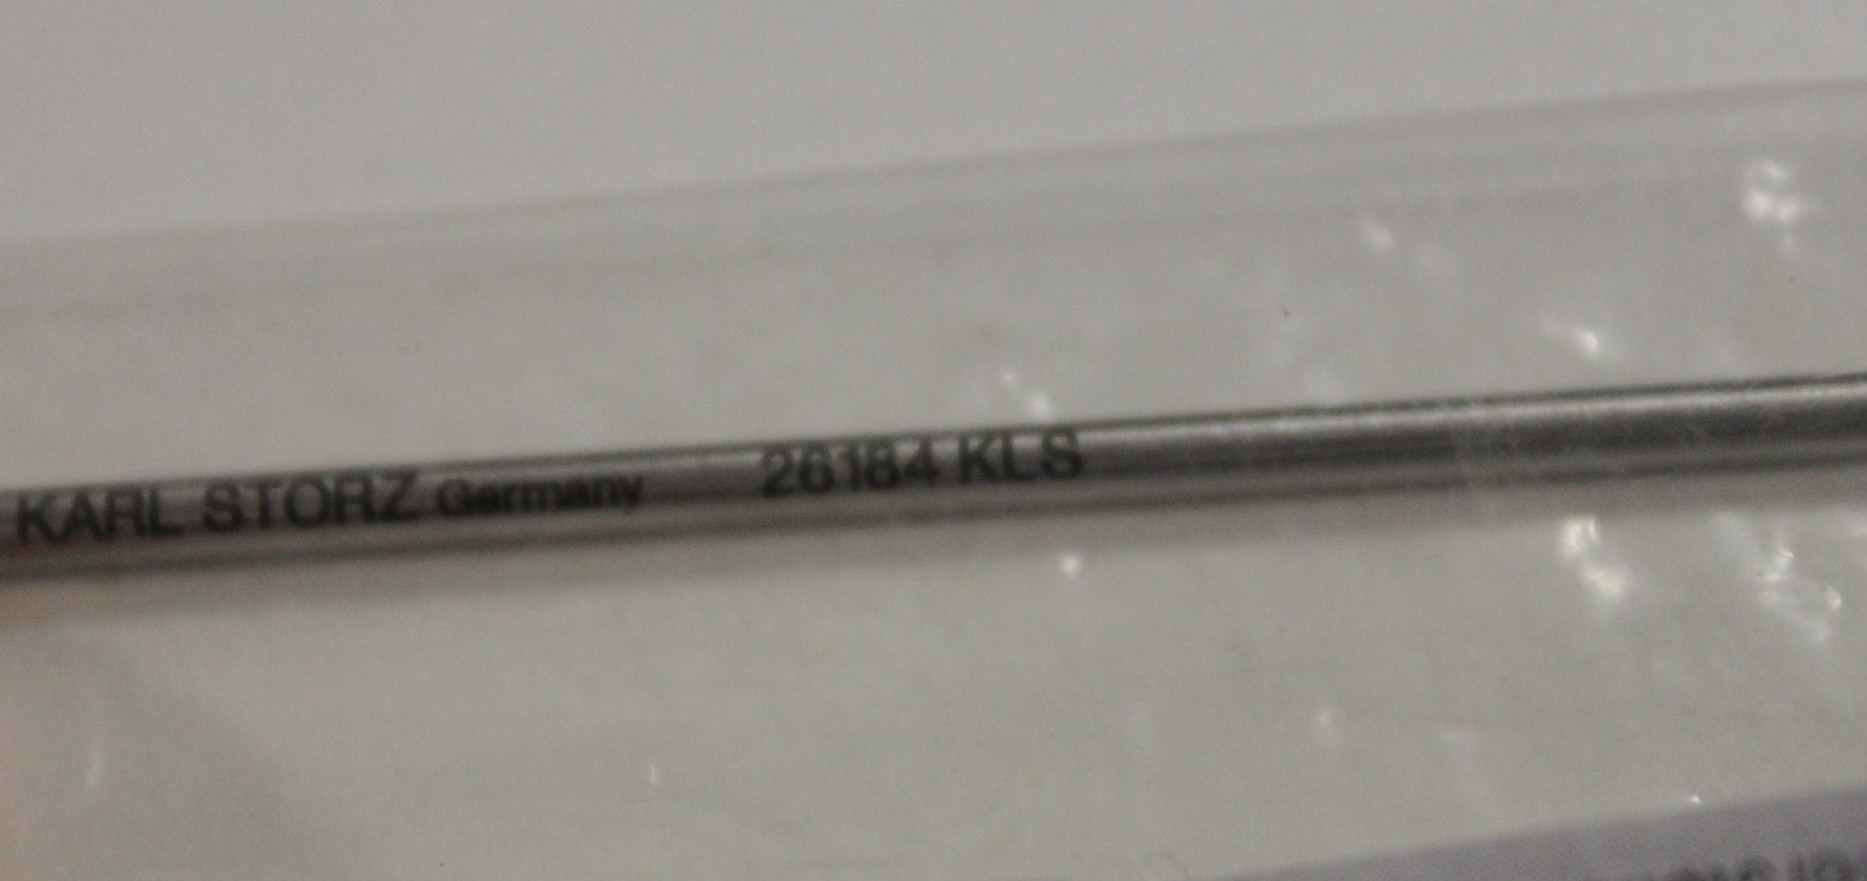 KARL STORZ Germany 26184 KLS